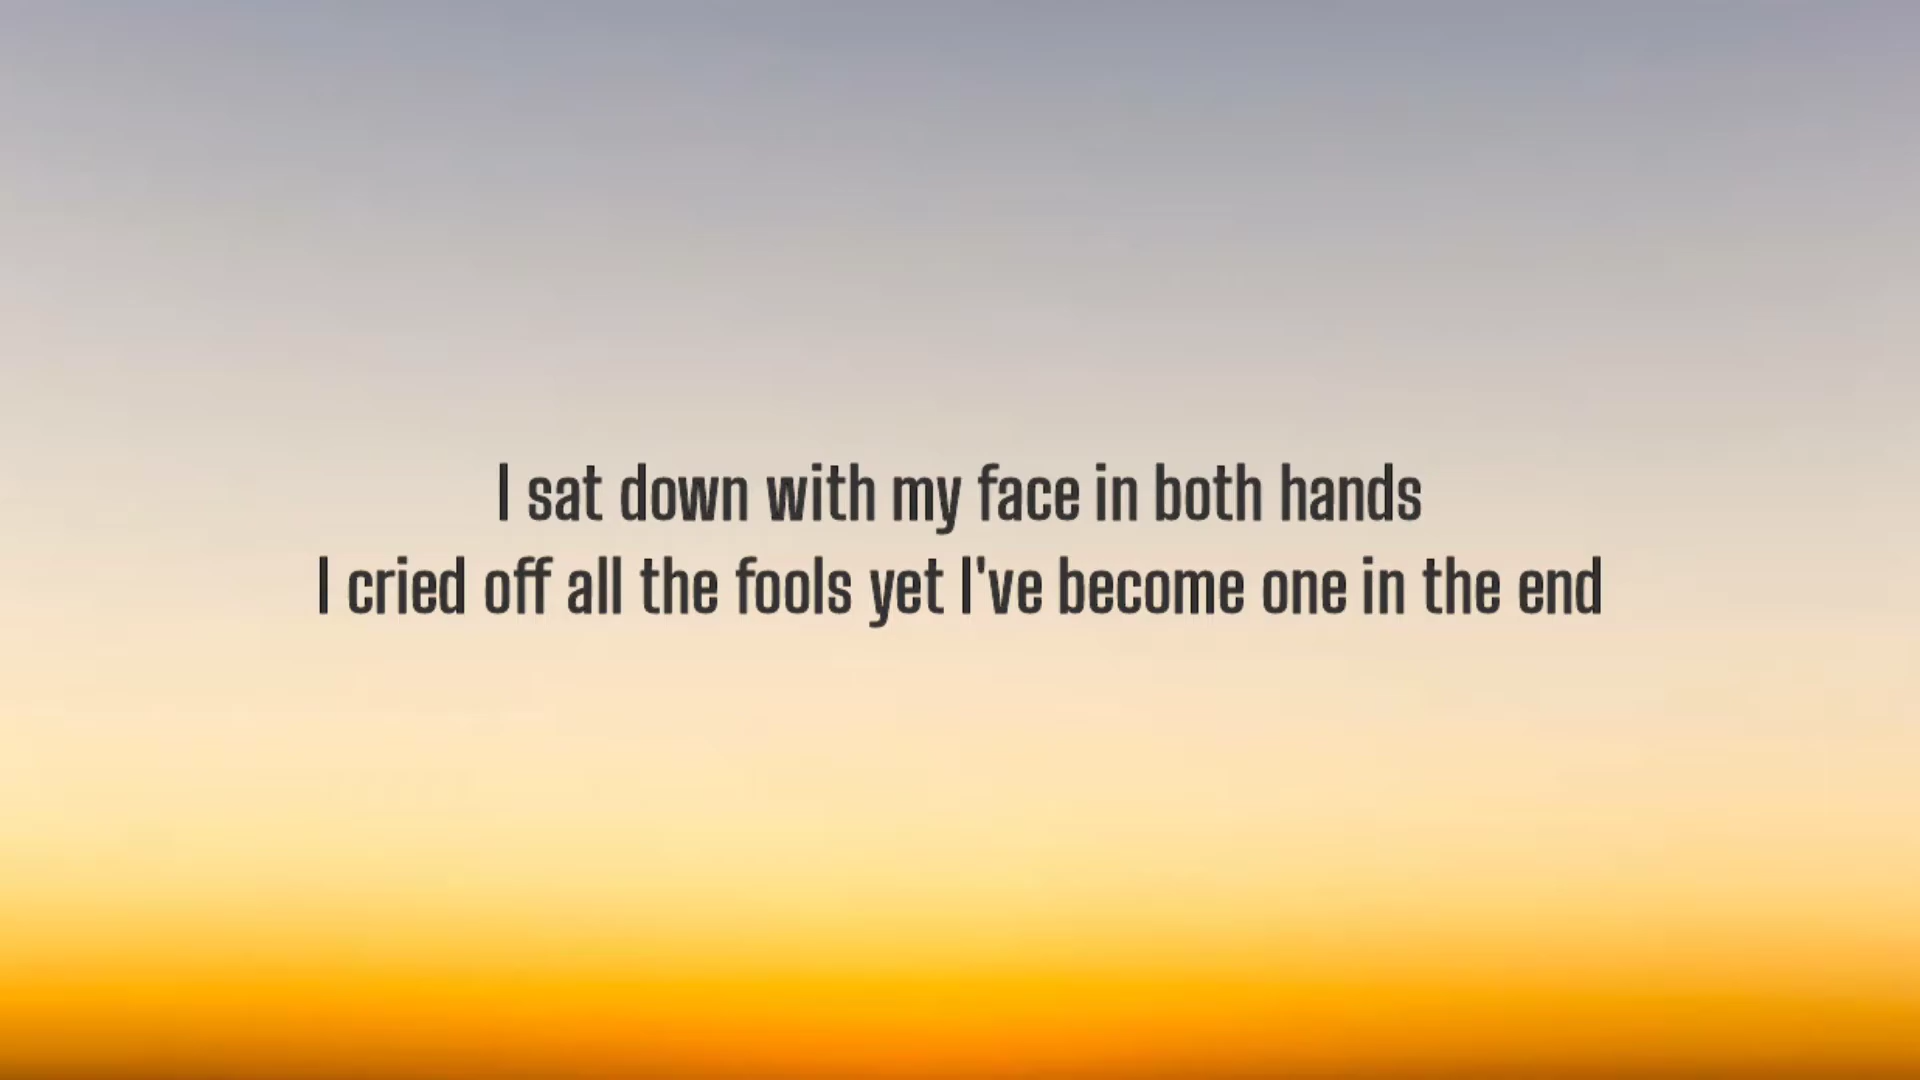 I sat down with my face in both hands
I cried off all the fools yet I've become one in the end